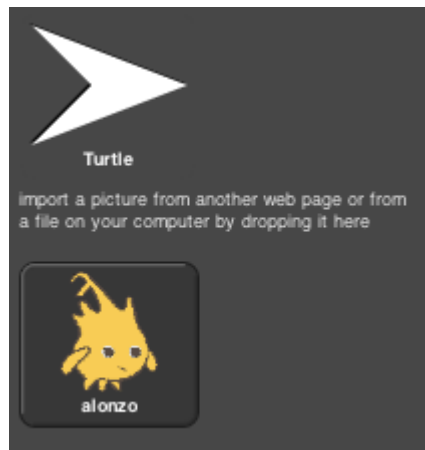 Turtle
import a picture from another web page or from
a file on your computer by dropping it here
alonzo